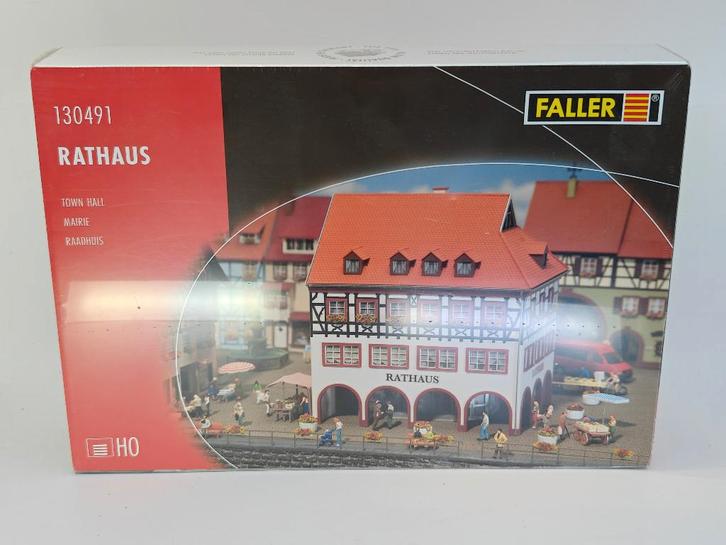 130491
RATHAUS
TOWN HALL
MAIRIE
RAADHUIS
FALLER ®
RATHAUS
H0